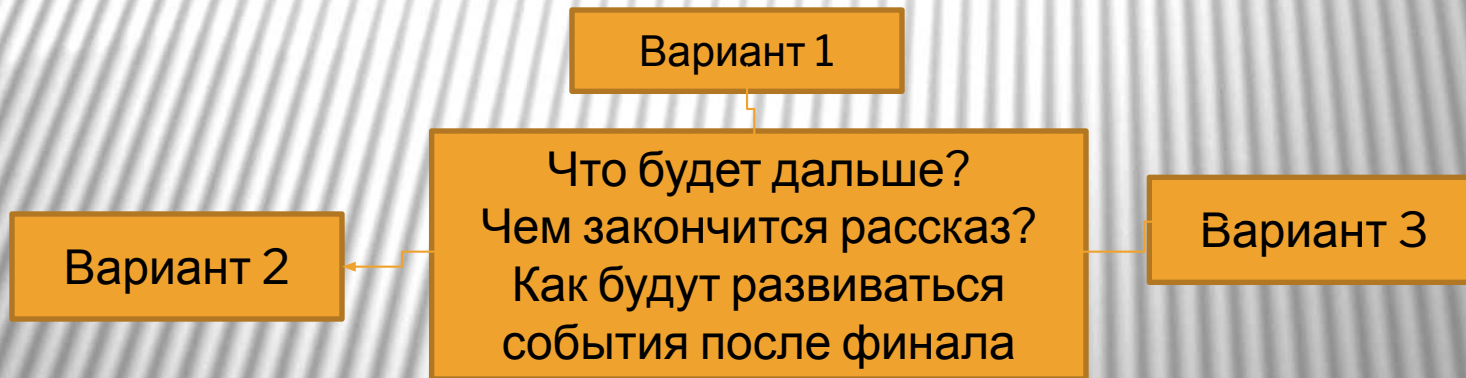 Вариант 1
Что будет дальше?
Чем закончится рассказ?
Как будут развиваться
события после финала
Вариант 2
Вариант 3